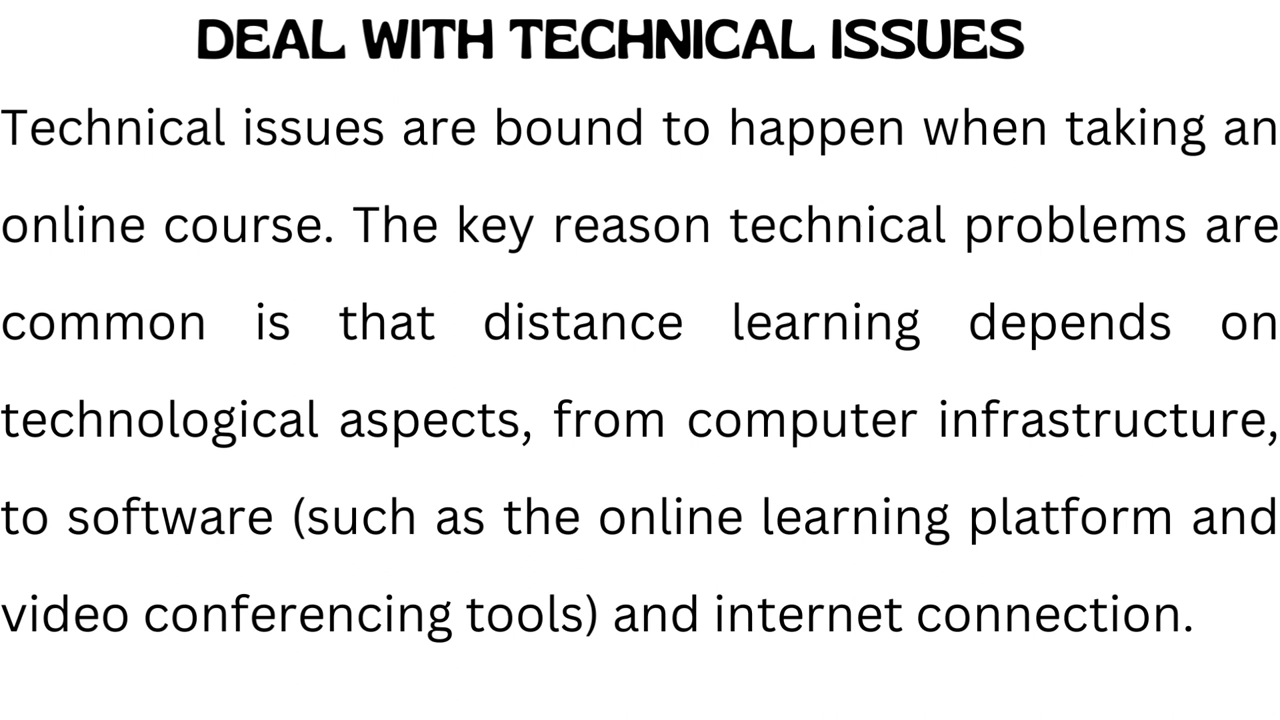 DEAL WITH TECHNICAL ISSUES
Technical issues are bound to happen when taking an
online course. The key reason technical problems are
common is that distance learning depends on
technological aspects, from computer infrastructure,
to software (such as the online learning platform and
video conferencing tools) and internet connection.